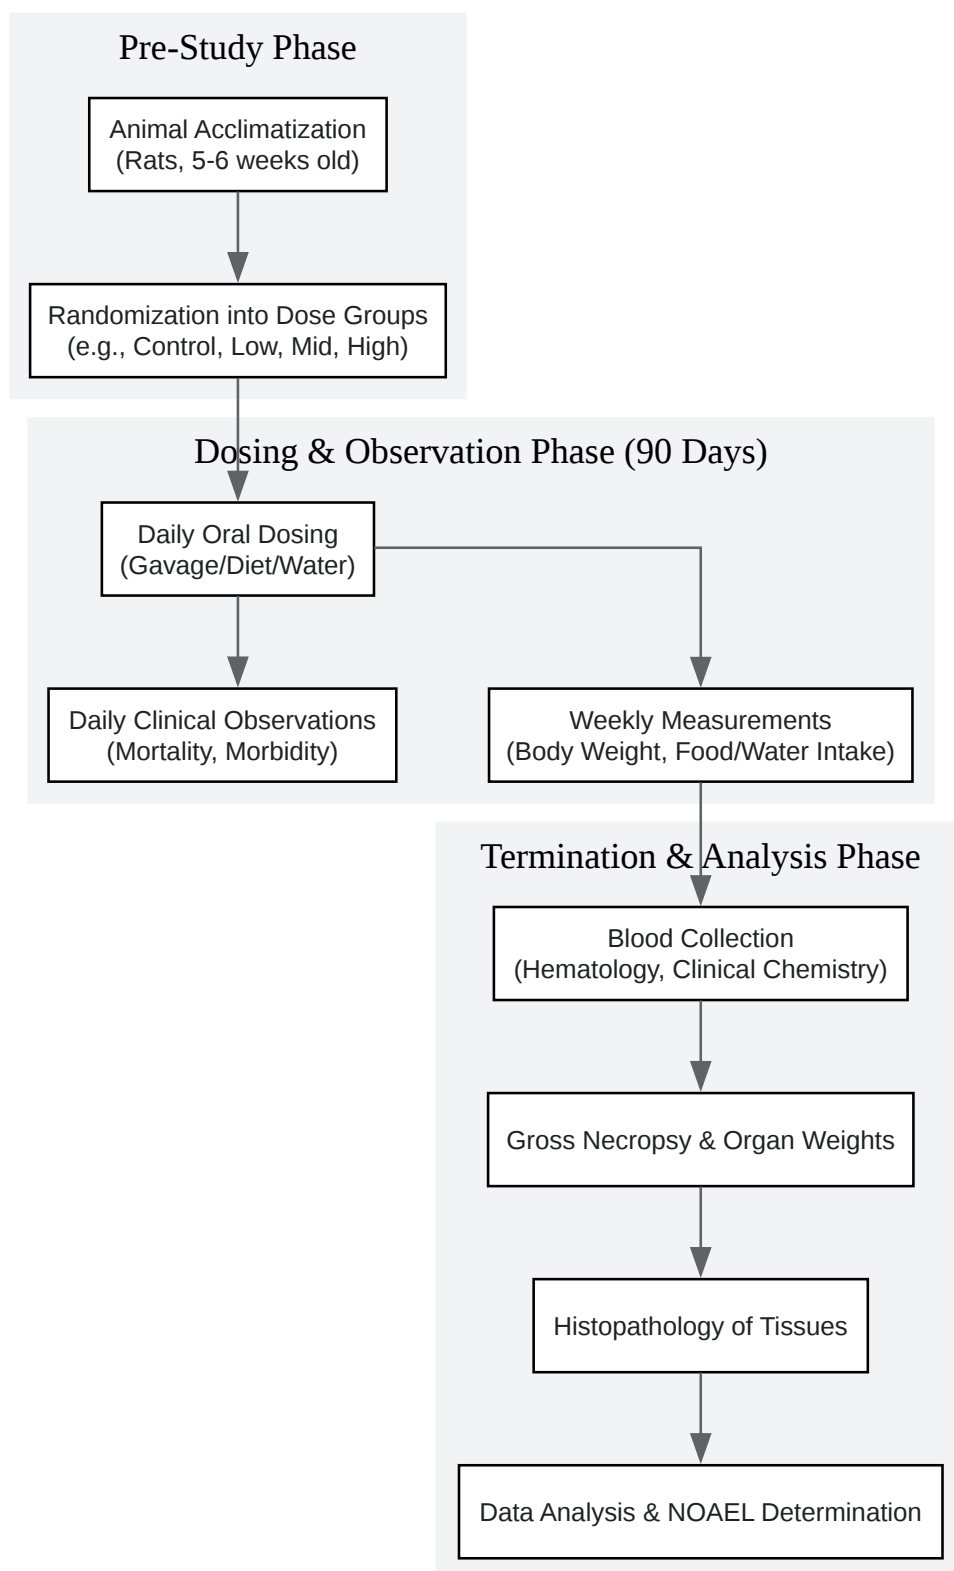 Pre-Study Phase
Animal Acclimatization
(Rats, 5-6 weeks old)
Randomization into Dose Groups
(e.g., Control, Low, Mid, High)
Dosing & Observation Phase (90 Days)
Daily Oral Dosing
(Gavage/Diet/Water)
Daily Clinical Observations
(Mortality, Morbidity)
Weekly Measurements
(Body Weight, Food/Water Intake)
Termination & Analysis Phase
Blood Collection
(Hematology, Clinical Chemistry)
Gross Necropsy & Organ Weights
Histopathology of Tissues
Data Analysis & NOAEL Determination